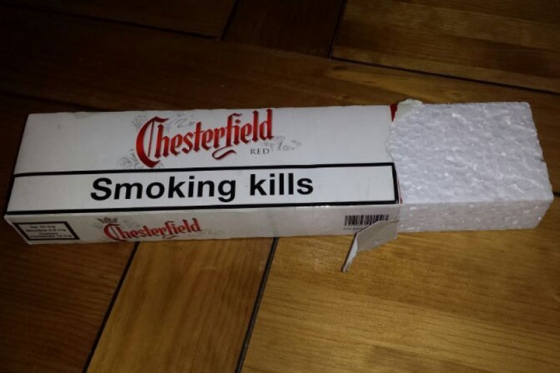 Chesterfield
RED
Smoking kills
Chesterfield